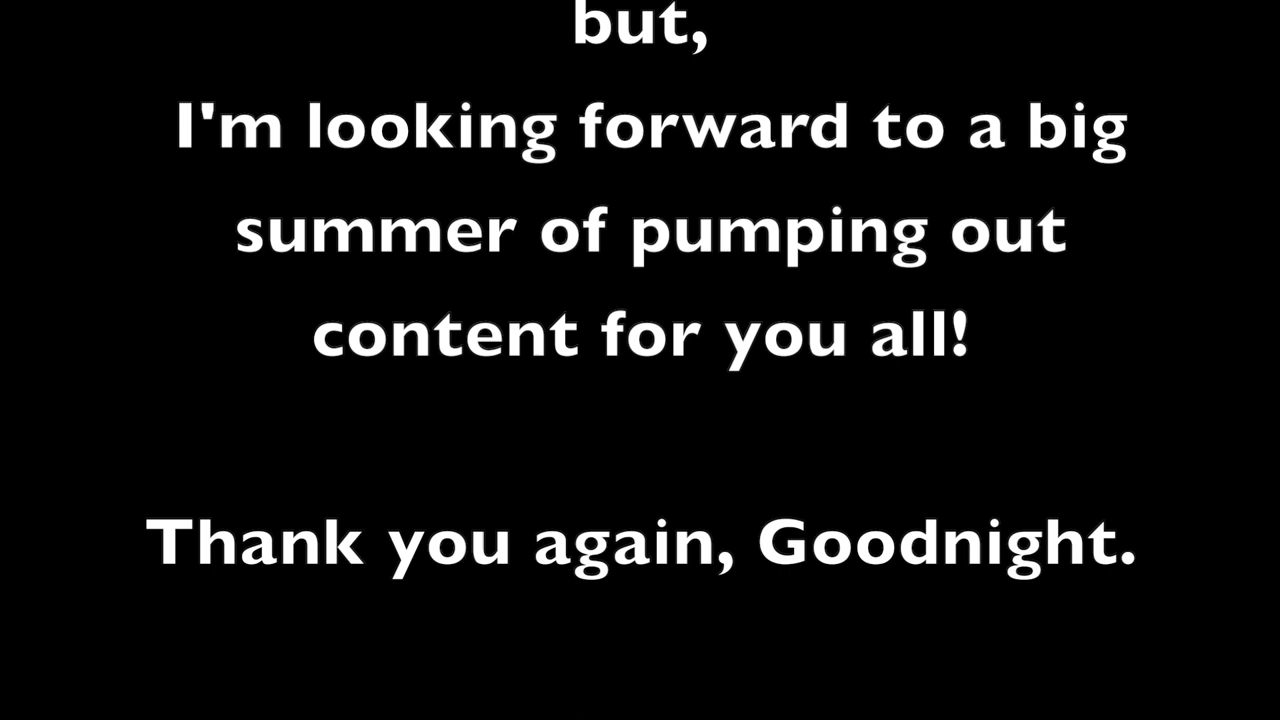 but,
I'm looking forward to a big
summer of pumping out
content for you all!
Thank you again, Goodnight.